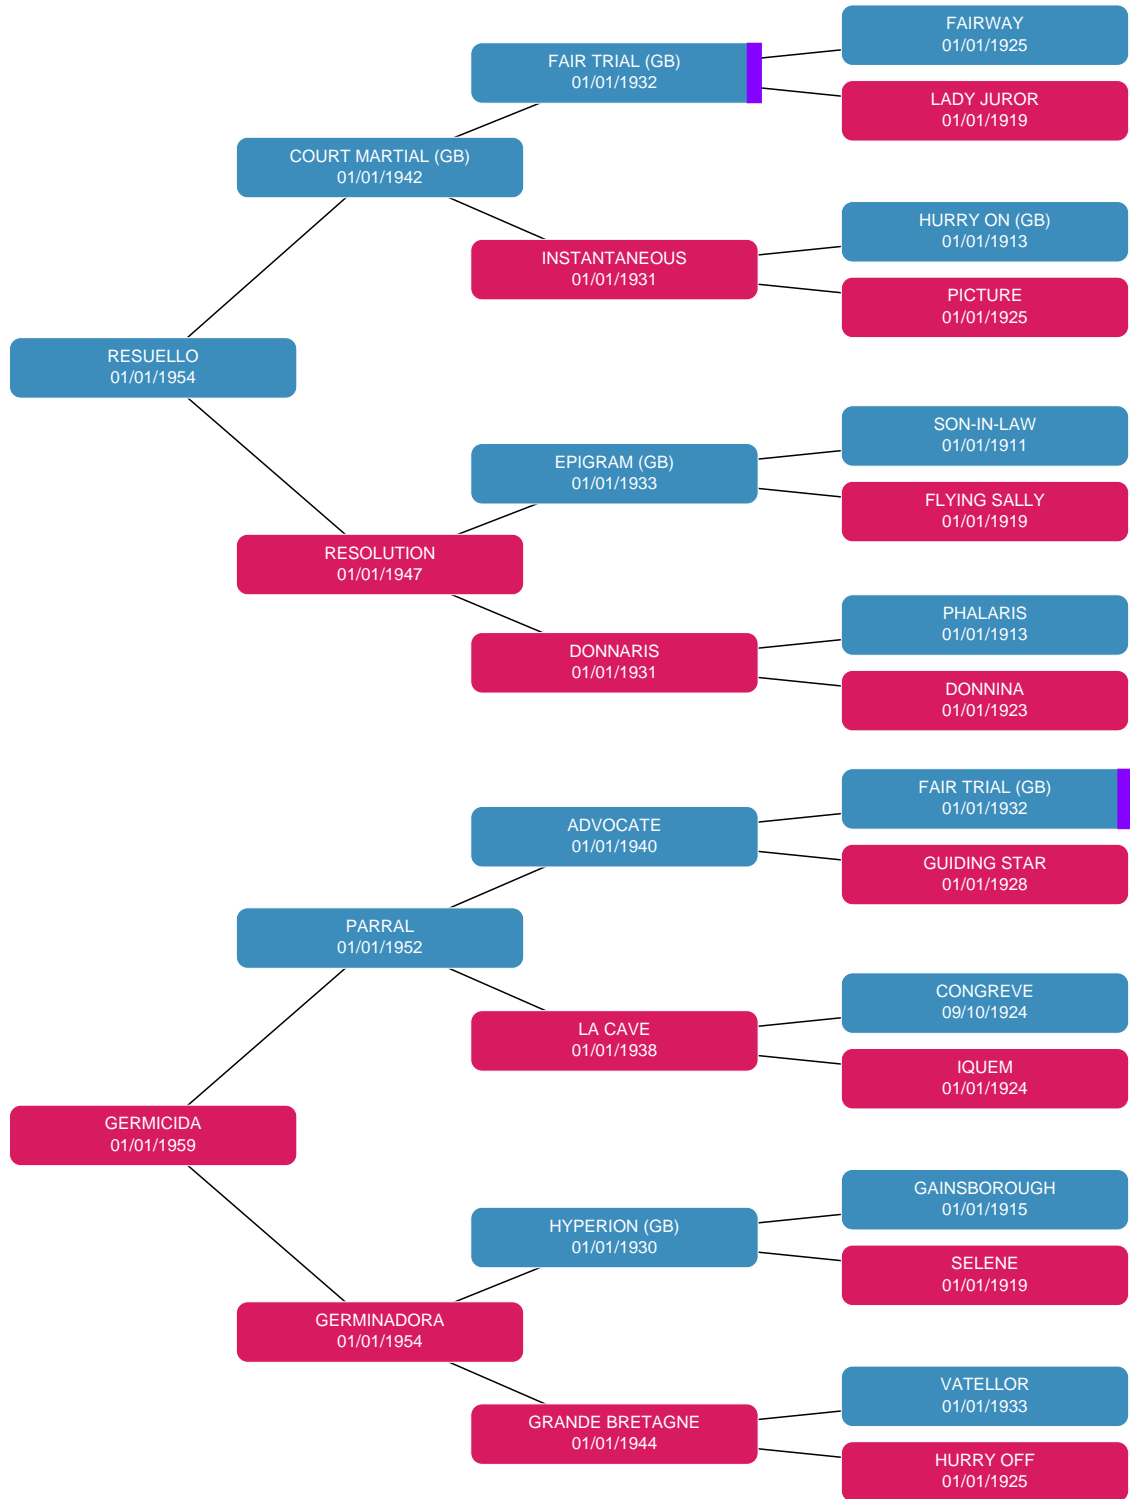 FAIRWAY
01/01/1925
FAIR TRIAL (GB)
01/01/1932
LADY JUROR
01/01/1919
COURT MARTIAL (GB)
01/01/1942
HURRY ON (GB)
01/01/1913
INSTANTANEOUS
01/01/1931
PICTURE
01/01/1925
RESUELLO
01/01/1954
SON-IN-LAW
01/01/1911
EPIGRAM (GB)
01/01/1933
FLYING SALLY
01/01/1919
RESOLUTION
01/01/1947
PHALARIS
01/01/1913
DONNARIS
01/01/1931
DONNINA
01/01/1923
FAIR TRIAL (GB)
01/01/1932
ADVOCATE
01/01/1940
GUIDING STAR
01/01/1928
PARRAL
01/01/1952
CONGREVE
09/10/1924
LA CAVE
01/01/1938
IQUEM
01/01/1924
GERMICIDA
01/01/1959
GAINSBOROUGH
01/01/1915
HYPERION (GB)
01/01/1930
SELENE
01/01/1919
GERMINADORA
01/01/1954
VATELLOR
01/01/1933
GRANDE BRETAGNE
01/01/1944
HURRY OFF
01/01/1925